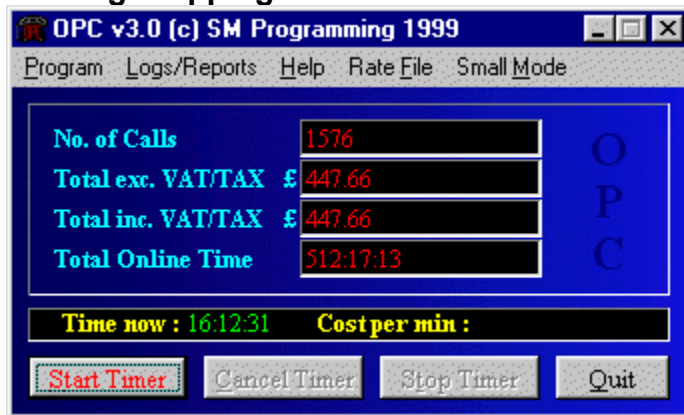 OPC v3.0 (c) SM Programming 1999
Program Logs/Reports Help Rate File Small Mode
No. of Calls 1576
Total exc. VAT/TAX £ 447.66
Total inc. VAT/TAX £ 447.66
Total Online Time 512:17:13
O
P
C
Time now : 16:12:31 Cost per min :
Start Timer Cancel Timer Stop Timer Quit